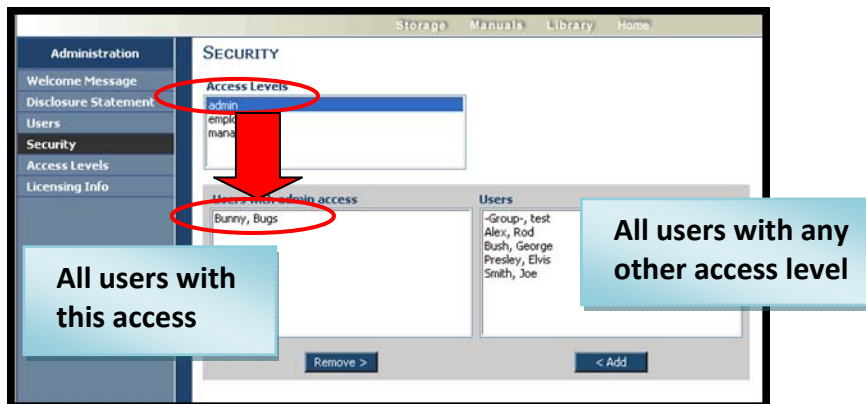 Storage Manuals Library Home
Administration
Welcome Message
Disclosure Statement
Users
Security
Access Levels
Licensing Info
SECURITY
Access Levels
admin
Users with admin access
Bunny, Bugs
Users
-Group-, test
Alex, Rod
Bush, George
Presley, Elvis
Smith, Joe
All users with
this access
All users with any
other access level
Remove >
< Add